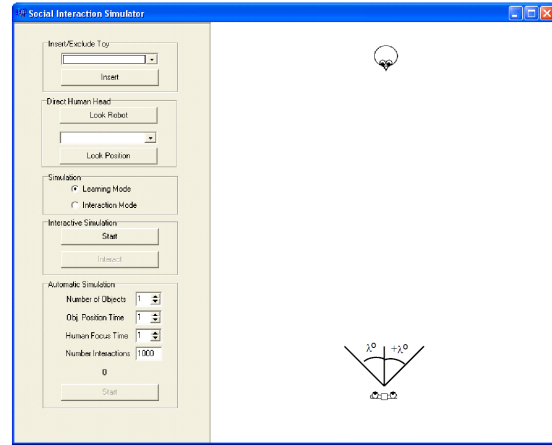 Social Interaction Simulator
Insert/Exclude Toy
Insert
Direct Human Head
Look Robot
Look Position
Simulation
Learning Mode
Interaction Mode
Interactive Simulation
Start
Interact
Automatic Simulation
Number of Objects 1
Obj. Position Time 1
Human Focus Time 1
Number Interactions 1000
0
Start
λº +λº